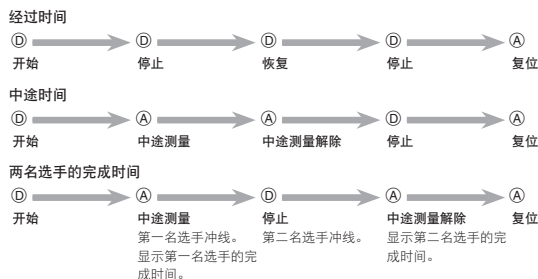 经过时间
Ⓓ Ⓓ Ⓓ Ⓓ Ⓐ
开始 停止 恢复 停止 复位
中途时间
Ⓓ Ⓐ Ⓐ Ⓓ Ⓐ
开始 中途测量 中途测量解除 停止 复位
两名选手的完成时间
Ⓓ Ⓐ Ⓓ Ⓐ Ⓐ
开始 中途测量 停止 中途测量解除 复位
第一名选手冲线。 第二名选手冲线。 显示第二名选手的完
显示第一名选手的完 成时间。
成时间。